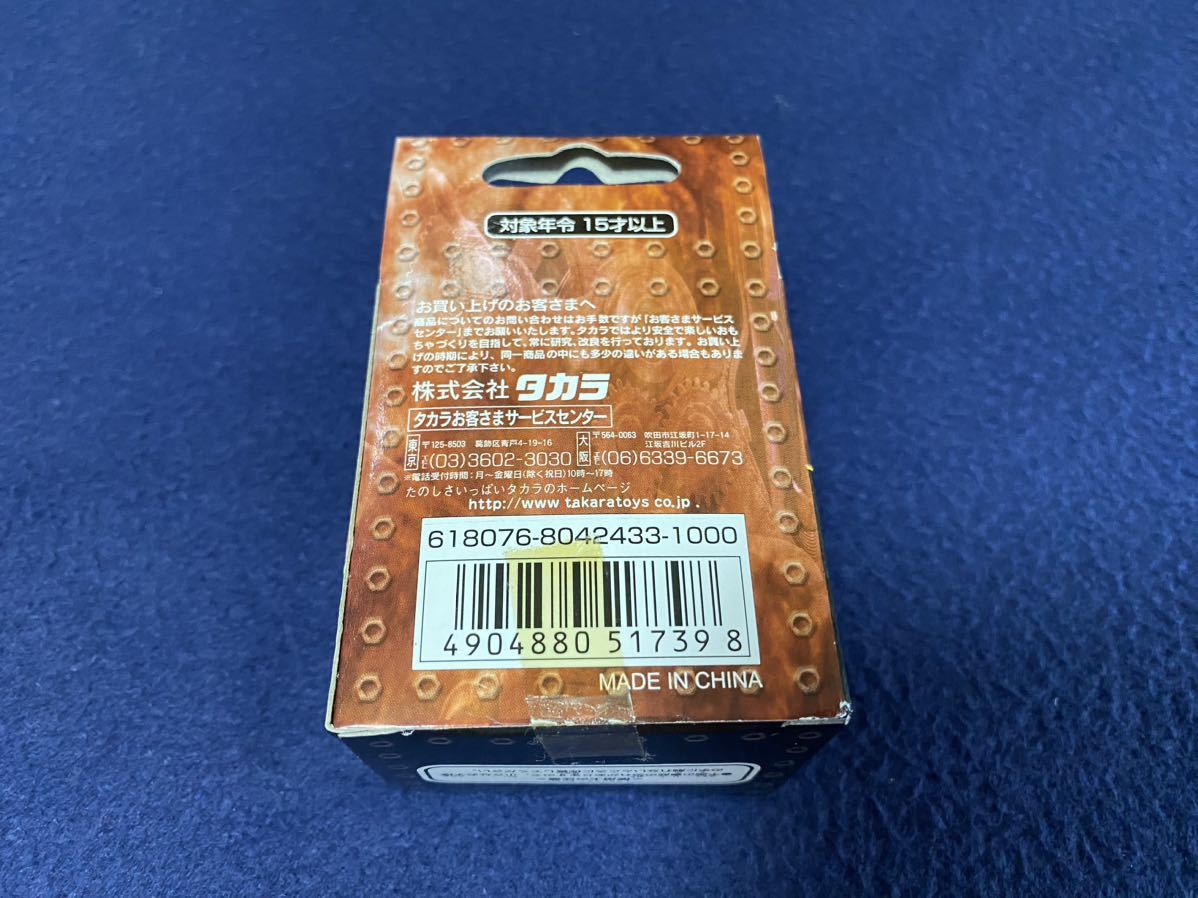 対象年令 15才以上
お買い上げのお客さまへ
商品についてのお問い合わせはお手数ですが「お客さまサービス
センター」までお願いいたします。タカラではより安全で楽しいおも
ちゃづくりを目指して、常に研究、改良を行っております。お買い上
げの時期により、同一商品の中にも多少の違いがある場合もありま
すのでご了承下さい。
株式会社 タカラ
タカラお客さまサービスセンター
東京 〒125-8503 葛飾区青戸4-19-16
TEL(03)3602-3030
大阪 〒564-0063 吹田市江坂町1-17-14
江坂吉川ビル2F
TEL(06)6339-6673
※電話受付時間:月〜金曜日(除く祝日)10時〜17時
たのしさいっぱいタカラのホームページ
http://www takaratoys co.jp .
618076-8042433-1000
4904880 517398
MADE IN CHINA